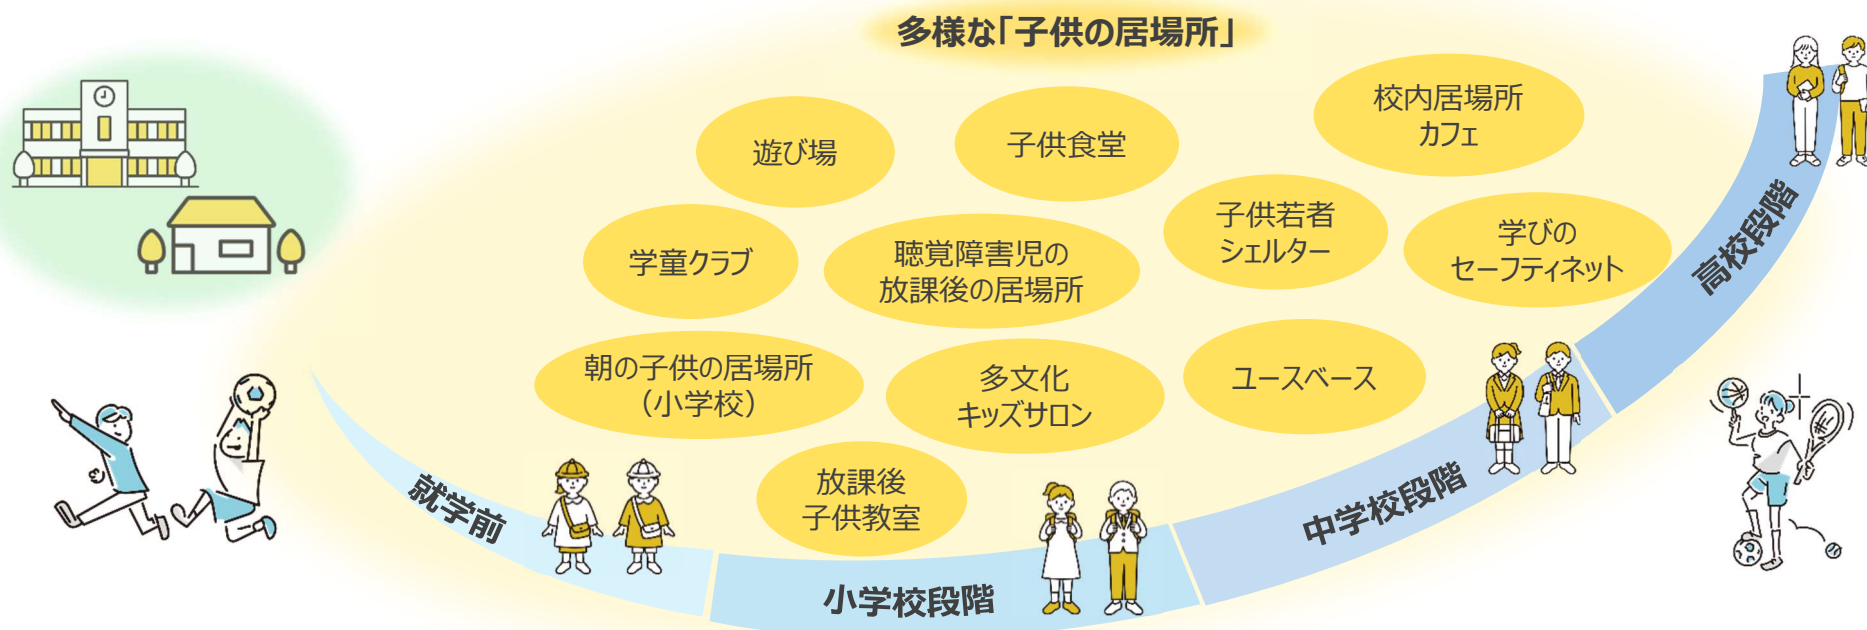 多様な「子供の居場所」
校内居場所
カフェ
遊び場
子供食堂
子供若者
シェルター
学びの
セーフティネット
学童クラブ
聴覚障害児の
放課後の居場所
朝の子供の居場所
（小学校）
多文化
キッズサロン
ユースベース
放課後
子供教室
就学前
小学校段階
中学校段階
高校段階